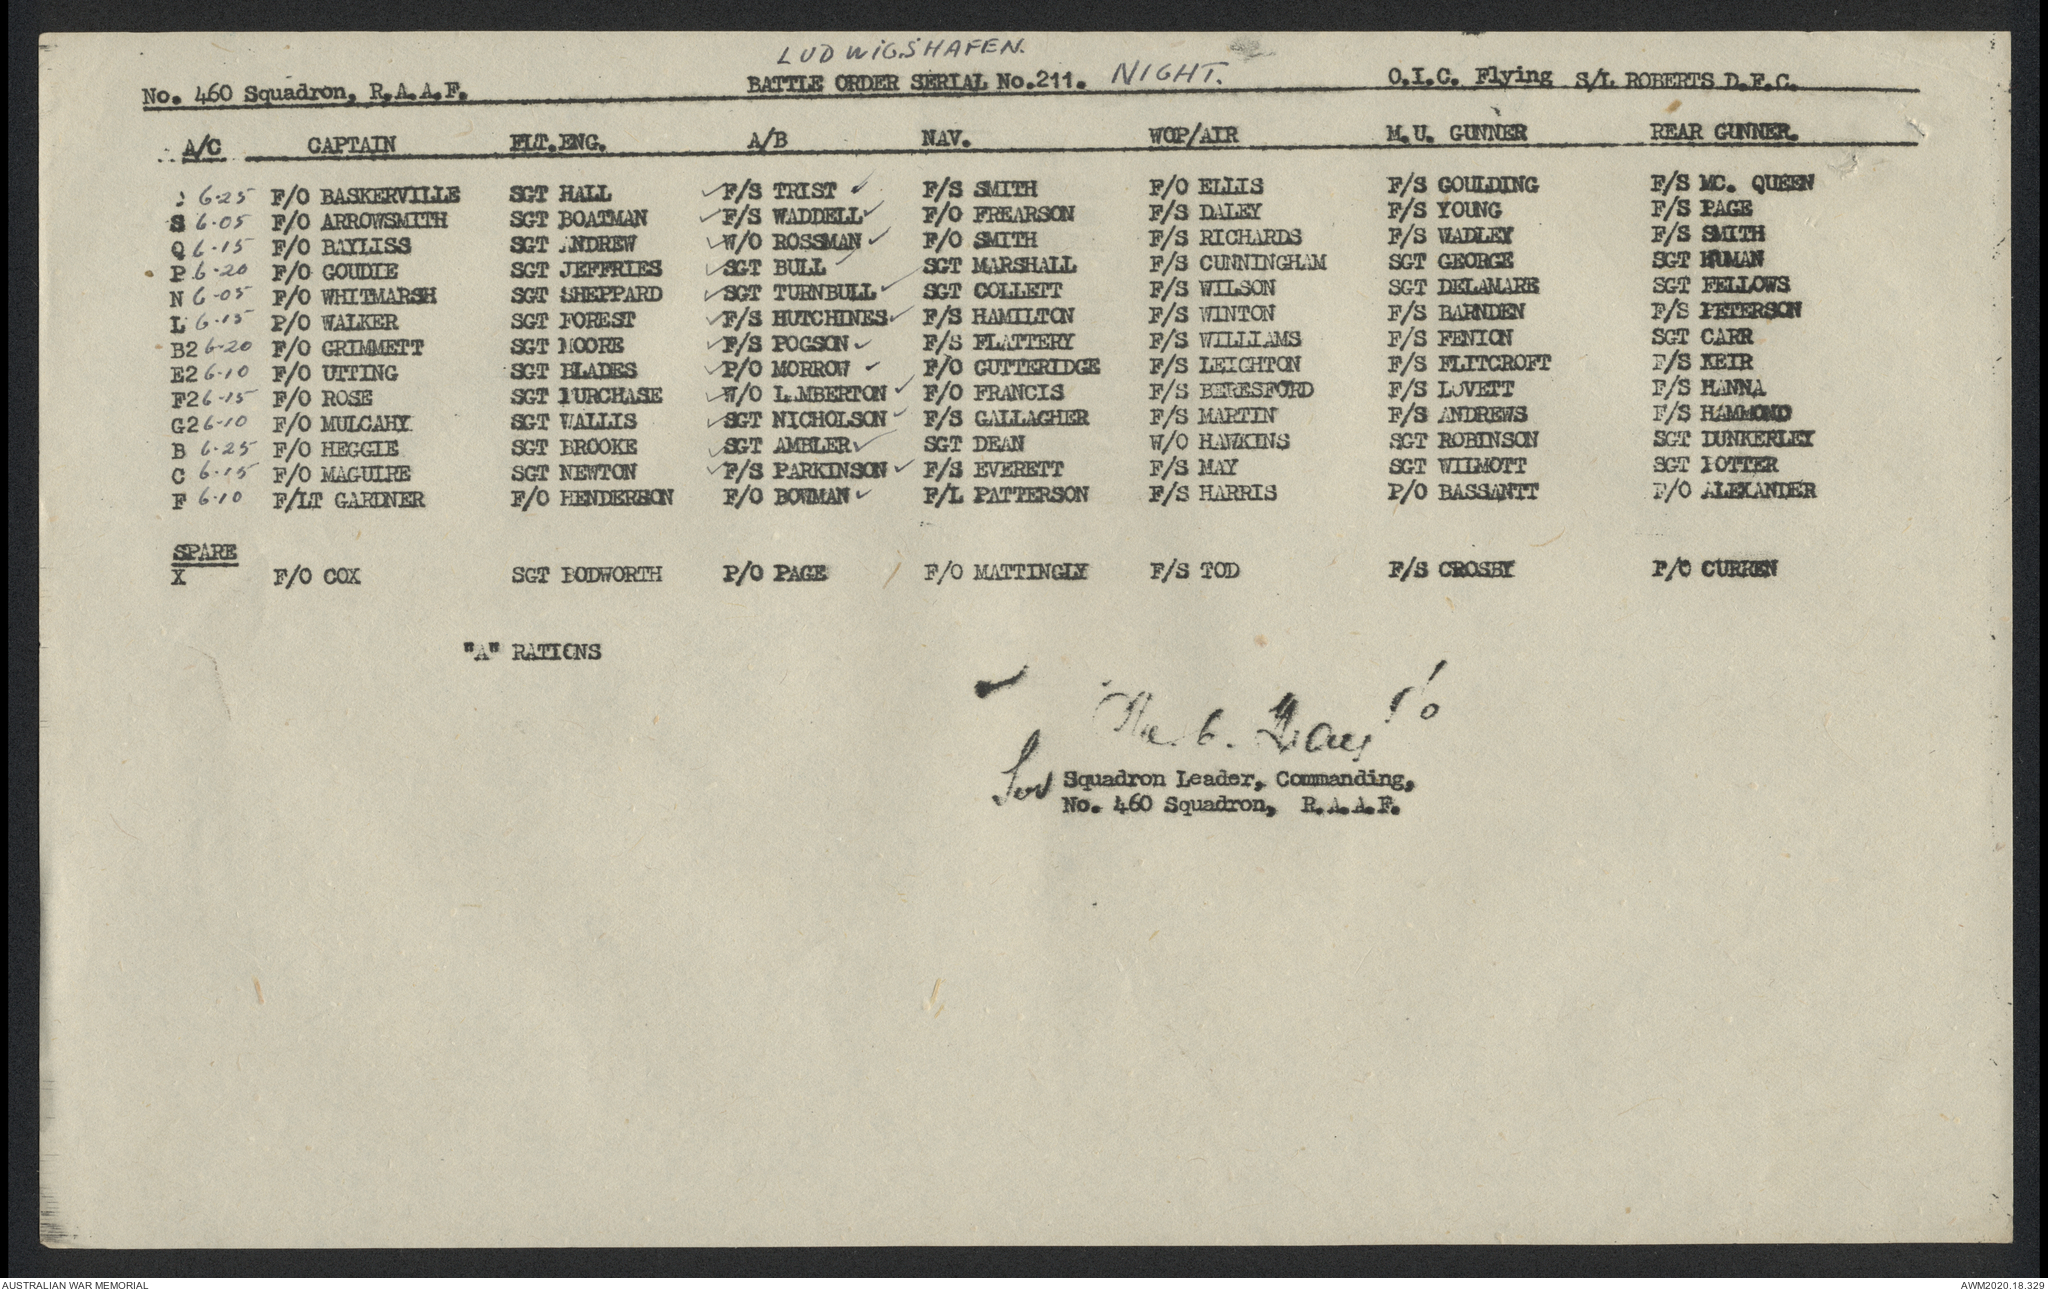 LUDWIGSHAFEN.
No. 460 Squadron, R.A.A.F. BATTLE ORDER SERIAL No.211. NIGHT. O.I.C. Flying S/L ROBERTS D.F.C.
A/C CAPTAIN FLT.ENG. A/B NAV. WOP/AIR M.U. GUNNER REAR GUNNER.
6-25 F/O BASKERVILLE SGT HALL ✓ F/S TRIST ✓ F/S SMITH F/O ELLIS F/S GOULDING F/S MC. QUEEN
S 6-05 F/O ARROWSMITH SGT BOATMAN ✓ F/S WADDELL ✓ F/O FREARSON F/S DALEY F/S YOUNG F/S PAGE
Q 6-15 F/O BAYLISS SGT ANDREW ✓ W/O ROSSMAN ✓ F/O SMITH F/S RICHARDS F/S WADLEY F/S SMITH
P 6-20 F/O GOUDIE SGT JEFFRIES ✓ SGT BULL ✓ SGT MARSHALL F/S CUNNINGHAM SGT GEORGE SGT HUMAN
N 6-05 F/O WHITMARSH SGT SHEPPARD ✓ SGT TURNBULL ✓ SGT COLLETT F/S WILSON SGT DELAMARE SGT FELLOWS
L 6-15 P/O WALKER SGT FOREST ✓ F/S HUTCHINES ✓ F/S HAMILTON F/S WINTON F/S BARNDEN F/S PETERSON
B2 6-20 F/O GRIMMETT SGT MOORE ✓ F/S POGSON ✓ F/S FLATTERY F/S WILLIAMS F/S FENION SGT CARR
E2 6-10 F/O UTTING SGT BLADES ✓ P/O MORROW ✓ F/O GUTTERIDGE F/S LEIGHTON F/S FLITCROFT F/S KEIR
F2 6-15 F/O ROSE SGT PURCHASE ✓ W/O LAMBERTON ✓ F/O FRANCIS F/S BERESFORD F/S LOVETT F/S HANNA
G2 6-10 F/O MULCAHY SGT WALLIS ✓ SGT NICHOLSON ✓ F/S GALLAGHER F/S MARTIN F/S ANDREWS F/S HAMMOND
B 6-25 F/O HEGGIE SGT BROOKE ✓ SGT AMBLER ✓ SGT DEAN W/O HAWKINS SGT ROBINSON SGT DUNKERLEY
C 6-15 F/O MAGUIRE SGT NEWTON ✓ F/S PARKINSON ✓ F/S EVERETT F/S MAY SGT WILMOTT SGT POTTER
F 6-10 F/LT GARDNER F/O HENDERSON F/O BOWMAN ✓ F/L PATTERSON F/S HARRIS P/O BASSANTT F/O ALEXANDER
SPARE
X F/O COX SGT BODWORTH P/O PAGE F/O MATTINGLY F/S TOD F/S CROSBY P/O CURREN
"A" RATIONS
for Squadron Leader, Commanding,
No. 460 Squadron, R.A.A.F.
AUSTRALIAN WAR MEMORIAL AWM2020.18.329